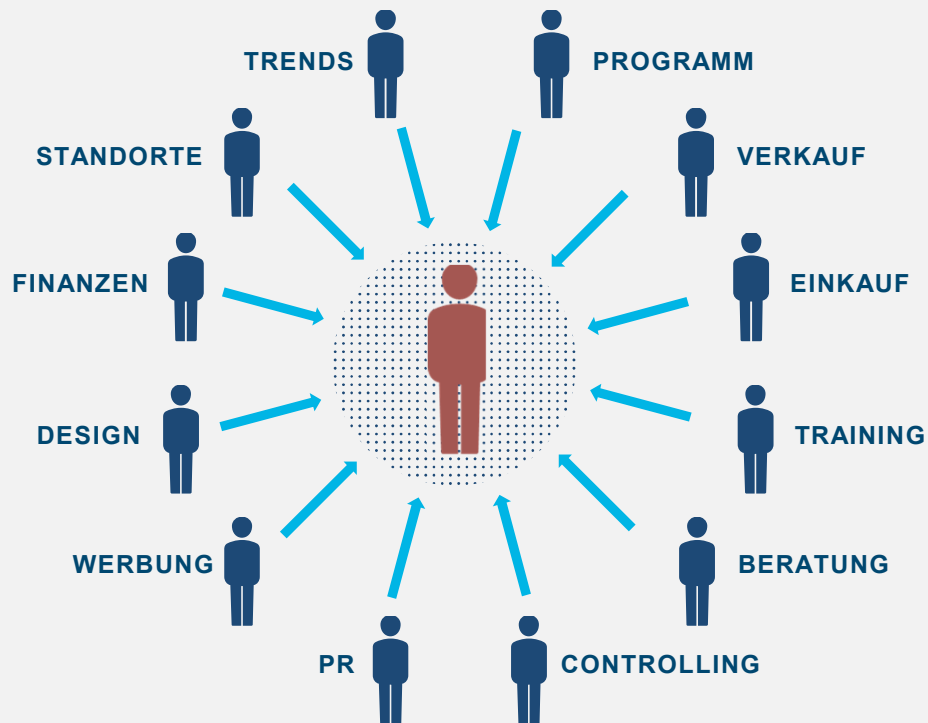 TRENDS
PROGRAMM
STANDORTE
VERKAUF
FINANZEN
EINKAUF
DESIGN
TRAINING
WERBUNG
BERATUNG
PR
CONTROLLING